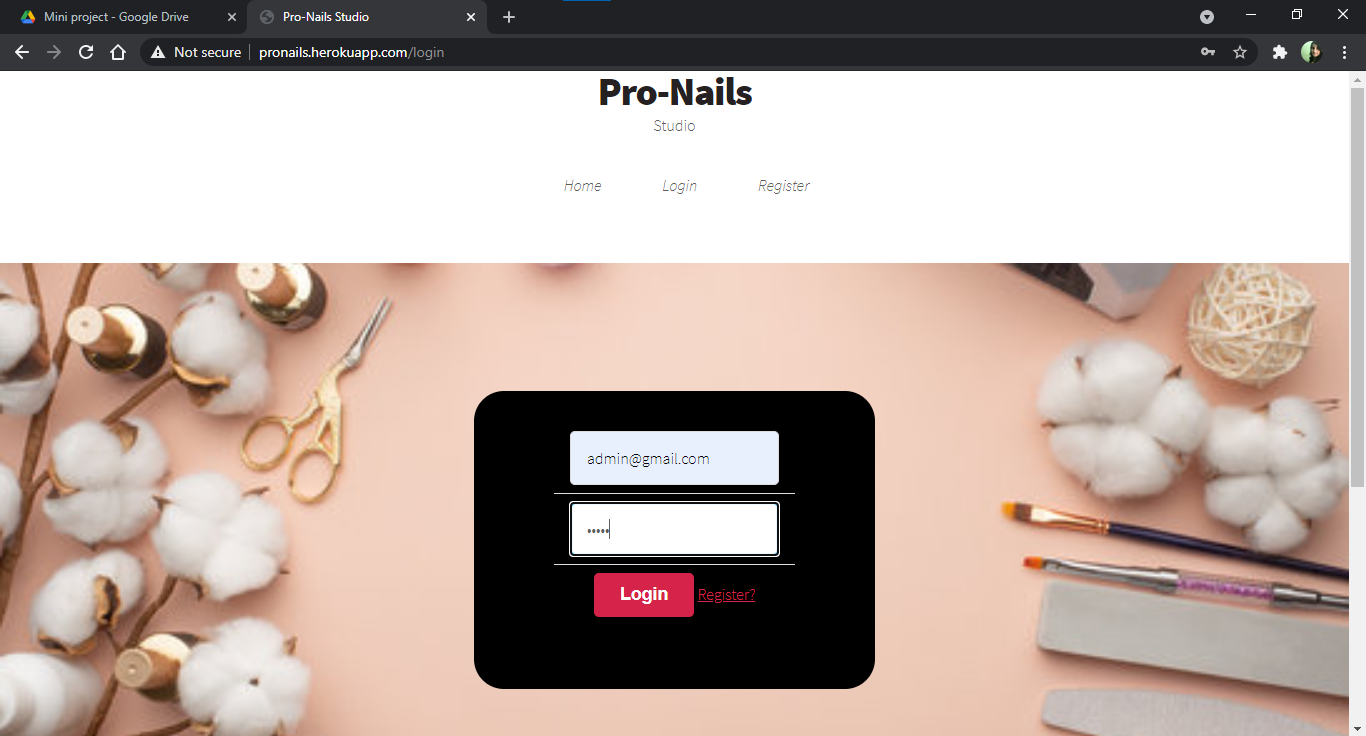 Mini project - Google Drive
Pro-Nails Studio
Not secure
pronails.herokuapp.com/login
Pro-Nails
Studio
Home Login Register
admin@gmail.com
•••••
Login Register?